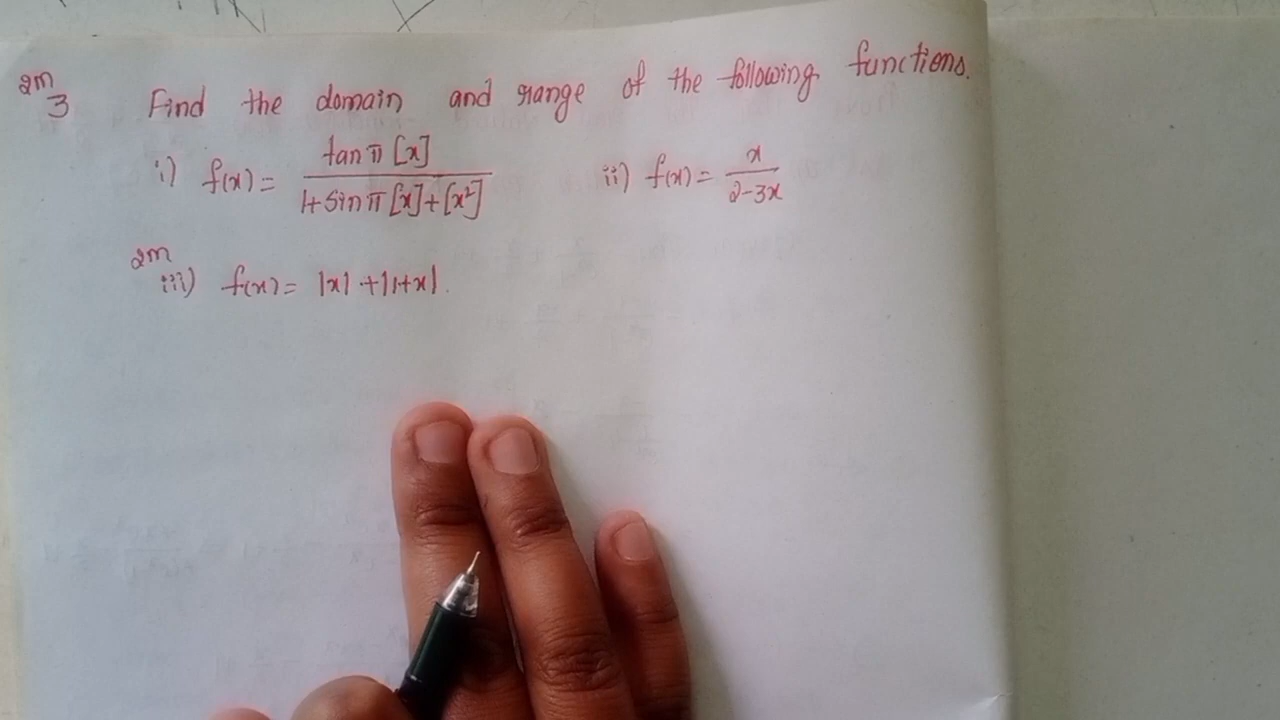 2m
3 Find the domain and range of the following functions.
i) f(x) = tan π [x] / 1+ sin π [x] + [x²] ii) f(x) = x / 2-3x
2m
iii) f(x) = |x| + |1+x|.